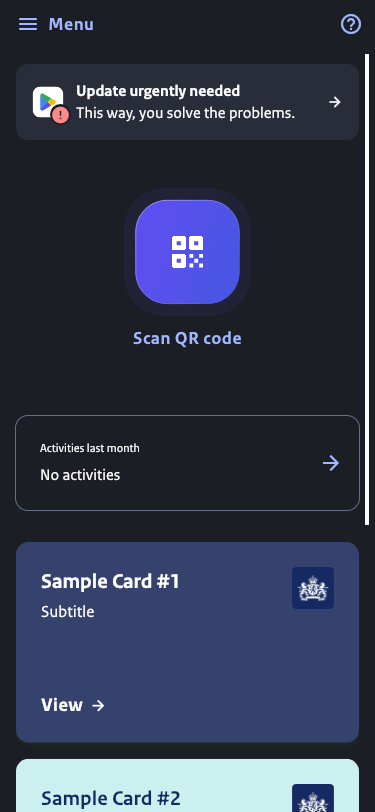 Menu
Update urgently needed
This way, you solve the problems.
Scan QR code
Activities last month
No activities
Sample Card #1
Subtitle
View
Sample Card #2